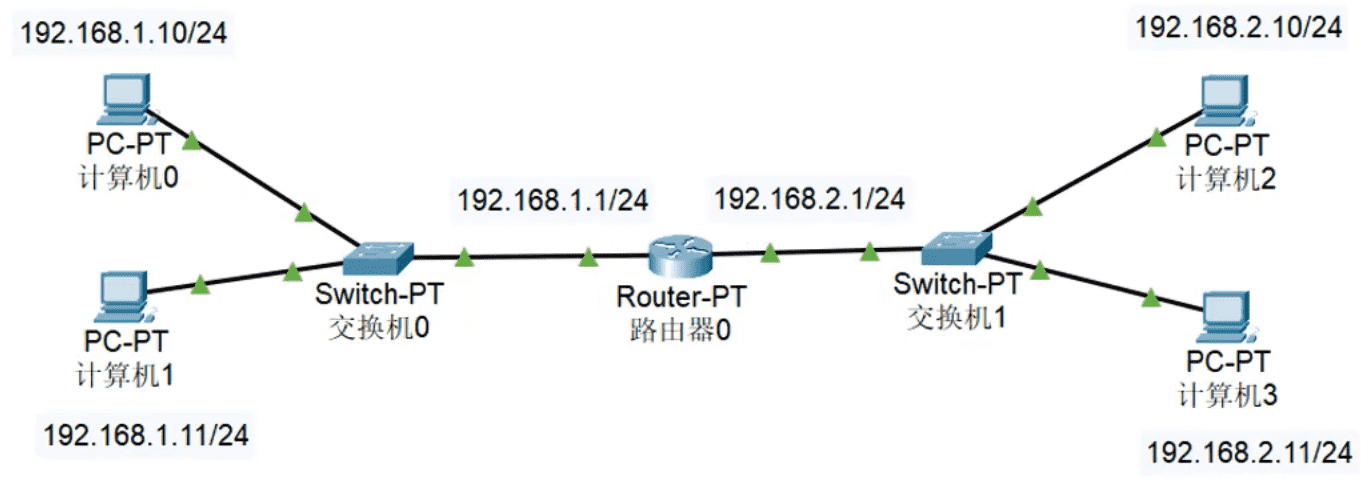 192.168.1.10/24
192.168.2.10/24
PC-PT
计算机0
PC-PT
计算机2
192.168.1.1/24
192.168.2.1/24
Switch-PT
交换机0
Router-PT
路由器0
Switch-PT
交换机1
PC-PT
计算机1
PC-PT
计算机3
192.168.1.11/24
192.168.2.11/24